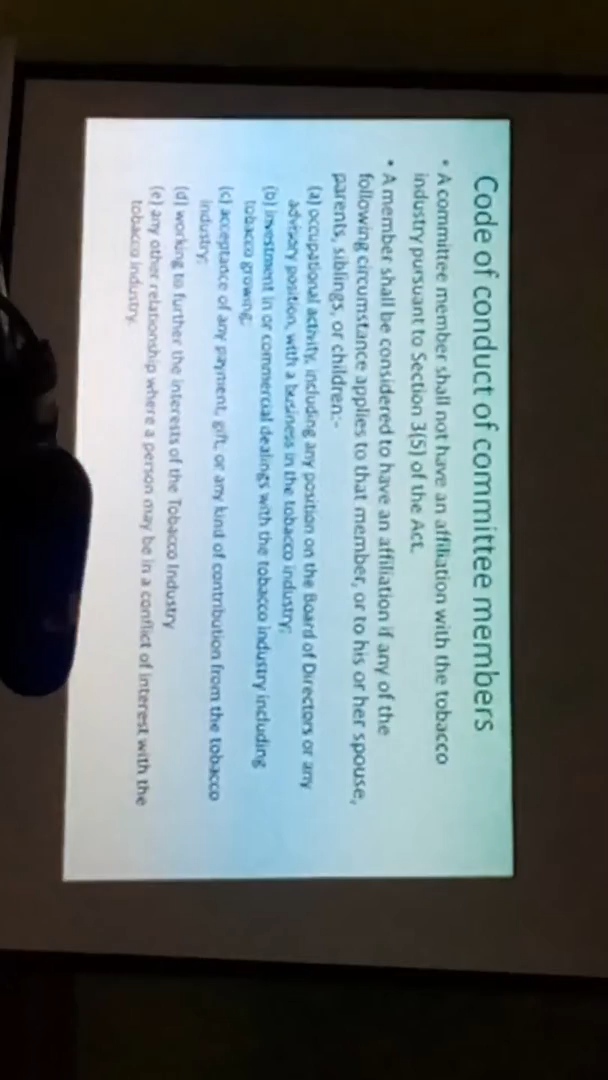 Code of conduct of committee members
• A committee member shall not have an affiliation with the tobacco
industry pursuant to Section 3(5) of the Act.
• A member shall be considered to have an affiliation if any of the
following circumstance applies to that member, or to his or her spouse,
parents, siblings, or children:-
(a) occupational activity, including any position on the Board of Directors or any
advisory position, with a business in the tobacco industry;
(b) investment in or commercial dealings with the tobacco industry including
tobacco growing;
(c) acceptance of any payment, gift, or any kind of contribution from the tobacco
industry;
(d) working to further the interests of the Tobacco Industry
(e) any other relationship where a person may be in a conflict of interest with the
tobacco industry.